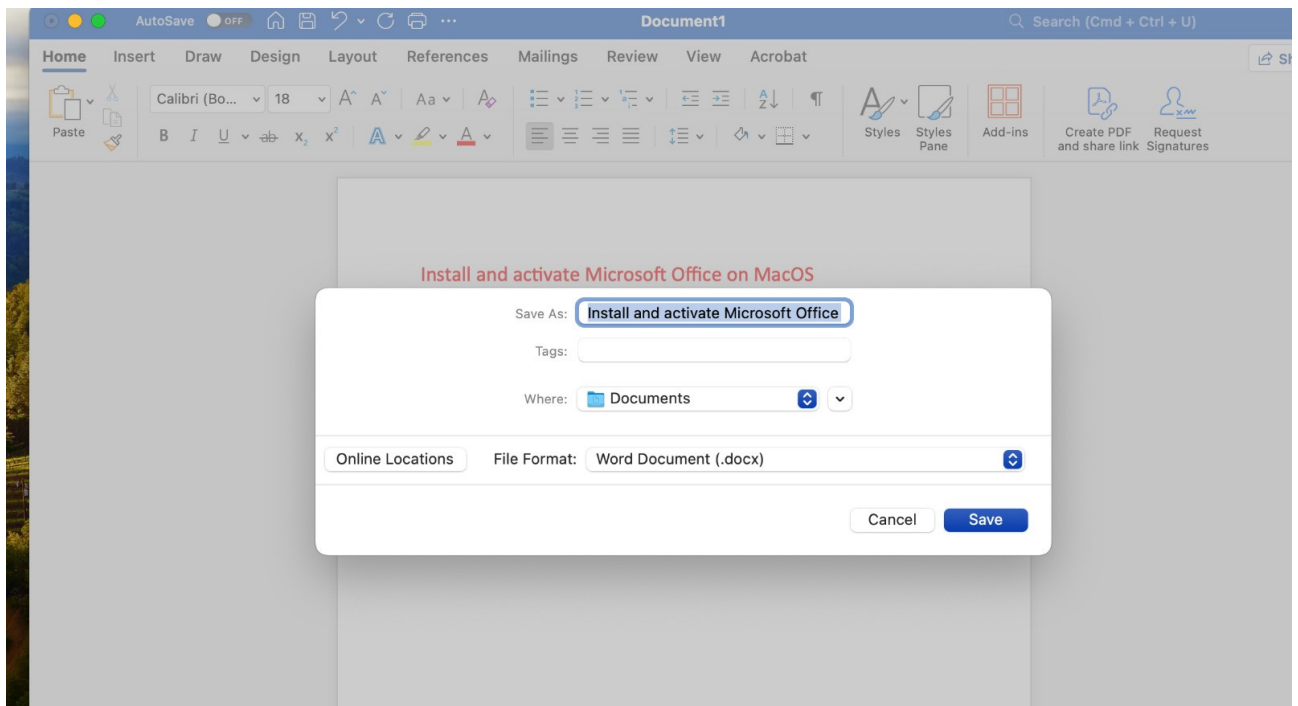 AutoSave OFF Document1 Search (Cmd + Ctrl + U)
Home Insert Draw Design Layout References Mailings Review View Acrobat
Paste
Calibri (Bo... 18 A^ A˅ Aa A
B I U ab x₂ x² A A
A Z
¶
Styles
Styles
Pane
Add-ins
Create PDF
and share link
Request
Signatures
Install and activate Microsoft Office on MacOS
Save As: Install and activate Microsoft Office
Tags:
Where: Documents
Online Locations File Format: Word Document (.docx)
Cancel Save